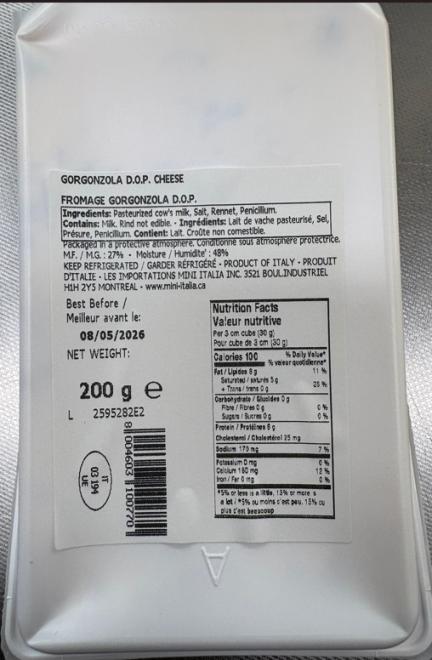 GORGONZOLA D.O.P. CHEESE
FROMAGE GORGONZOLA D.O.P.
Ingredients: Pasteurized cow's milk, Salt, Rennet, Penicillium.
Contains: Milk. Rind not edible. - Ingrédients: Lait de vache pasteurisé, Sel,
Présure, Penicillium. Contient: Lait. Croûte non comestible.
Packaged in a protective atmosphere. Conditionné sous atmosphère protectrice.
M.F. / M.G. : 27% - Moisture / Humidite' : 48%
KEEP REFRIGERATED / GARDER RÉFRIGÉRÉ - PRODUCT OF ITALY - PRODUIT
D'ITALIE - LES IMPORTATIONS MINI ITALIA INC. 3521 BOUL.INDUSTRIEL
H1H 2Y5 MONTREAL - www.mini-italia.ca
Best Before /
Meilleur avant le:
08/05/2026
NET WEIGHT:
200 g e
L 2595282E2
8 004603 100770
IT
03 194
UE
Nutrition Facts
Valeur nutritive
Per 3 cm cube (30 g)
Pour cube de 3 cm (30 g)
Calories 100
% Daily Value*
% valeur quotidienne*
Fat / Lipides 8 g 11 %
Saturated / saturés 5 g
+ Trans / trans 0 g 25 %
Carbohydrate / Glucides 0 g
Fibre / Fibres 0 g 0 %
Sugars / Sucres 0 g 0 %
Protein / Protéines 6 g
Cholesterol / Cholestérol 25 mg
Sodium 170 mg 7 %
Potassium 0 mg 0 %
Calcium 160 mg 12 %
Iron / Fer 0 mg 0 %
*5% or less is a little, 15% or more is
a lot / *5% ou moins c'est peu, 15% ou
plus c'est beaucoup
A